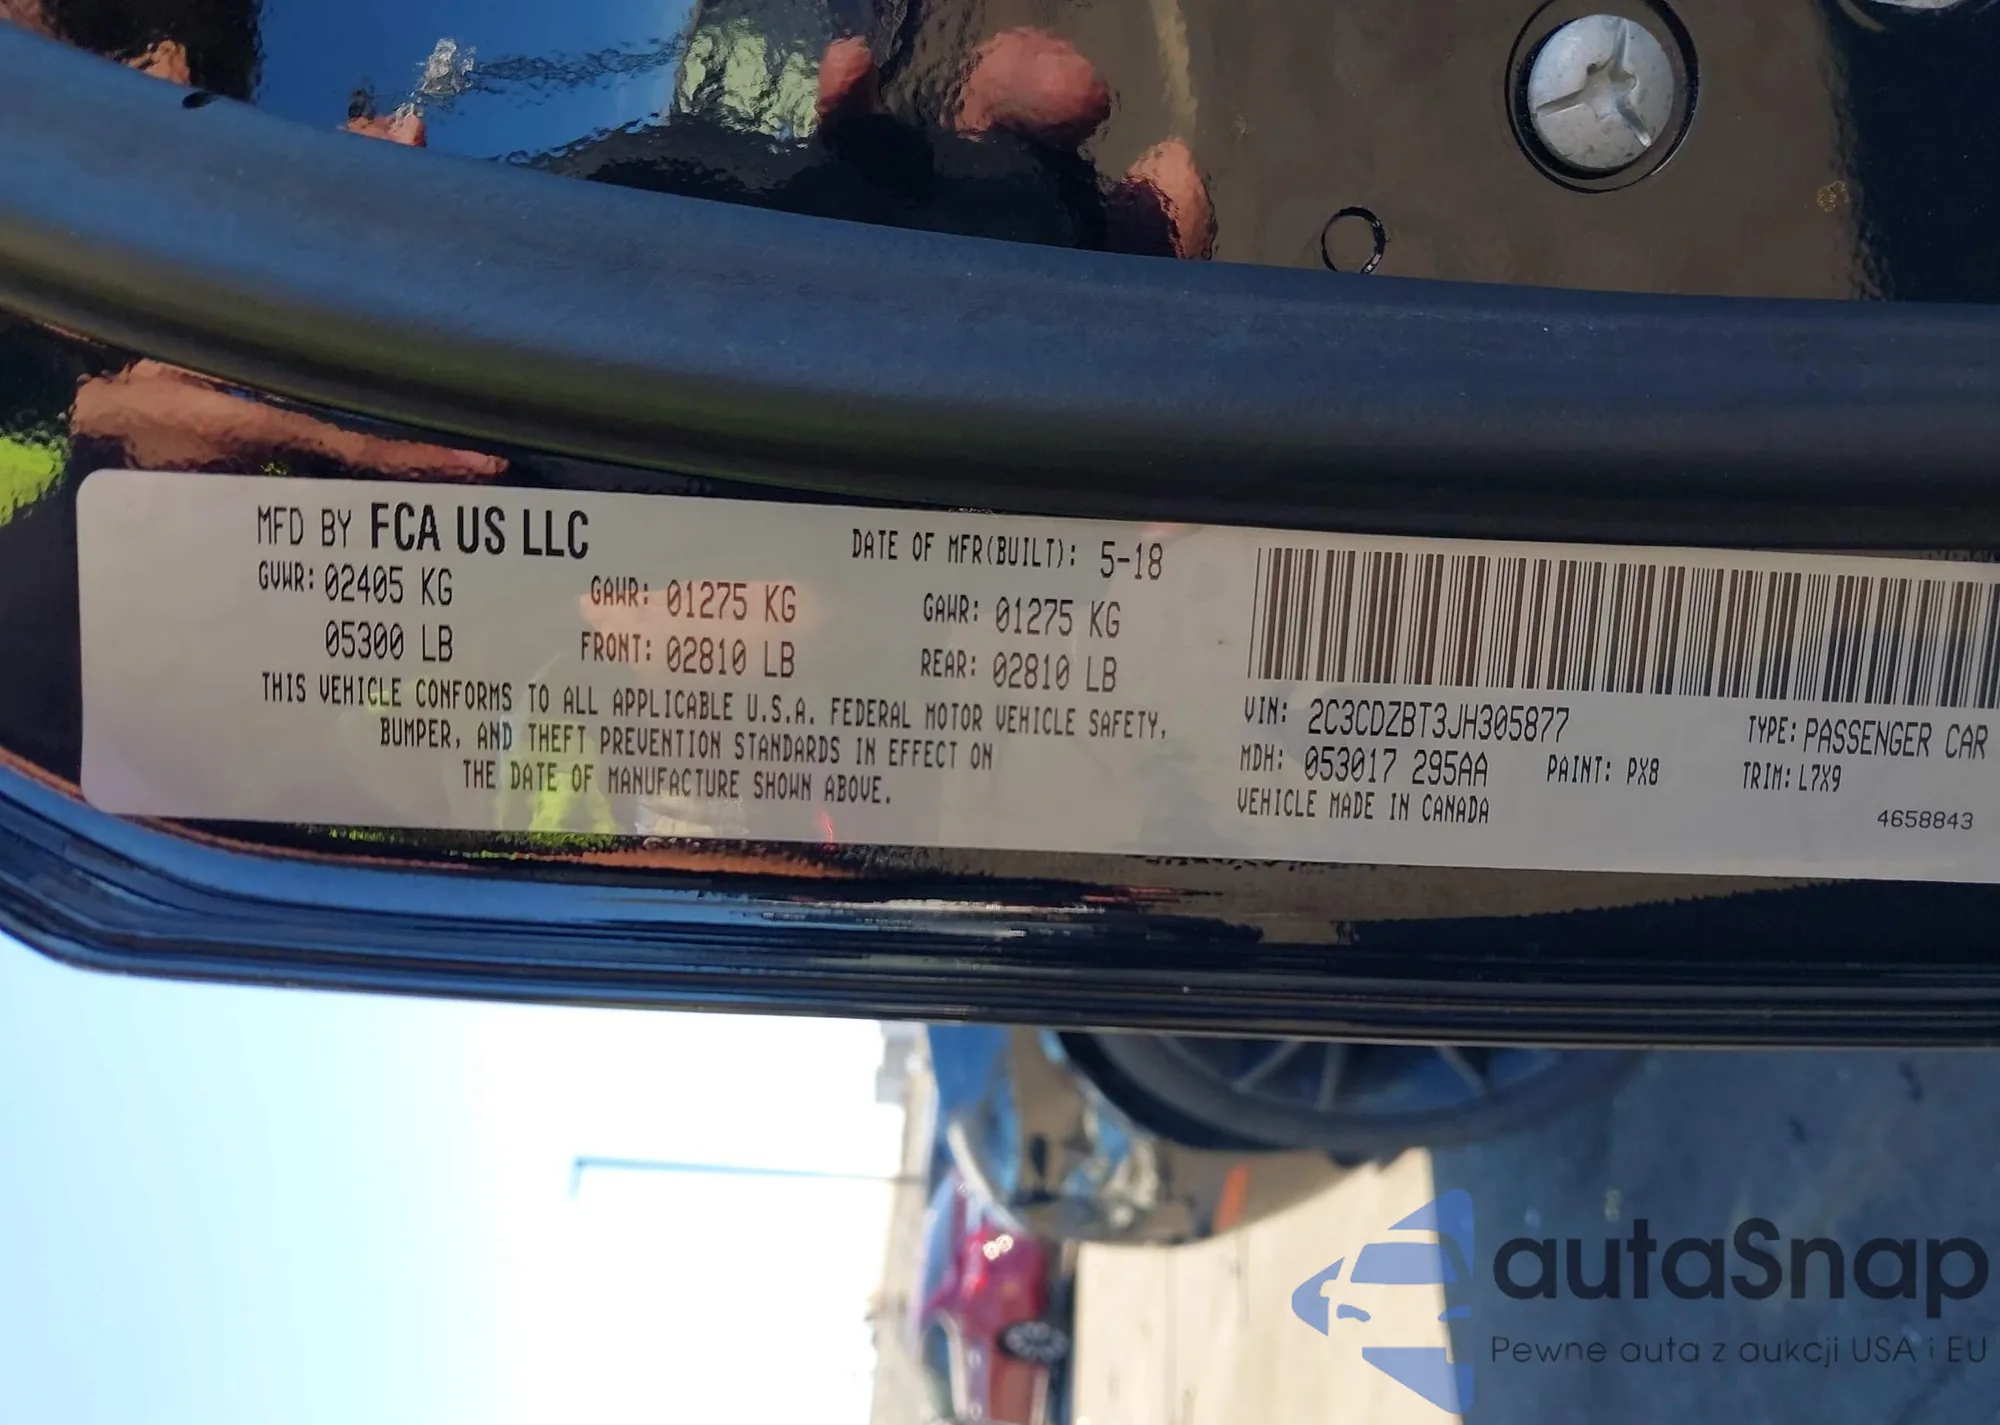 MFD BY FCA US LLC
DATE OF MFR(BUILT): 5-18
GVWR: 02405 KG
05300 LB
GAWR: 01275 KG
FRONT: 02810 LB
GAWR: 01275 KG
REAR: 02810 LB
THIS VEHICLE CONFORMS TO ALL APPLICABLE U.S.A. FEDERAL MOTOR VEHICLE SAFETY,
BUMPER, AND THEFT PREVENTION STANDARDS IN EFFECT ON
THE DATE OF MANUFACTURE SHOWN ABOVE.
VIN: 2C3CDZBT3JH305877
TYPE: PASSENGER CAR
MDH: 053017 295AA
PAINT: PX8
TRIM: L7X9
VEHICLE MADE IN CANADA
4658843
autaSnap
Pewne auta z aukcji USA i EU